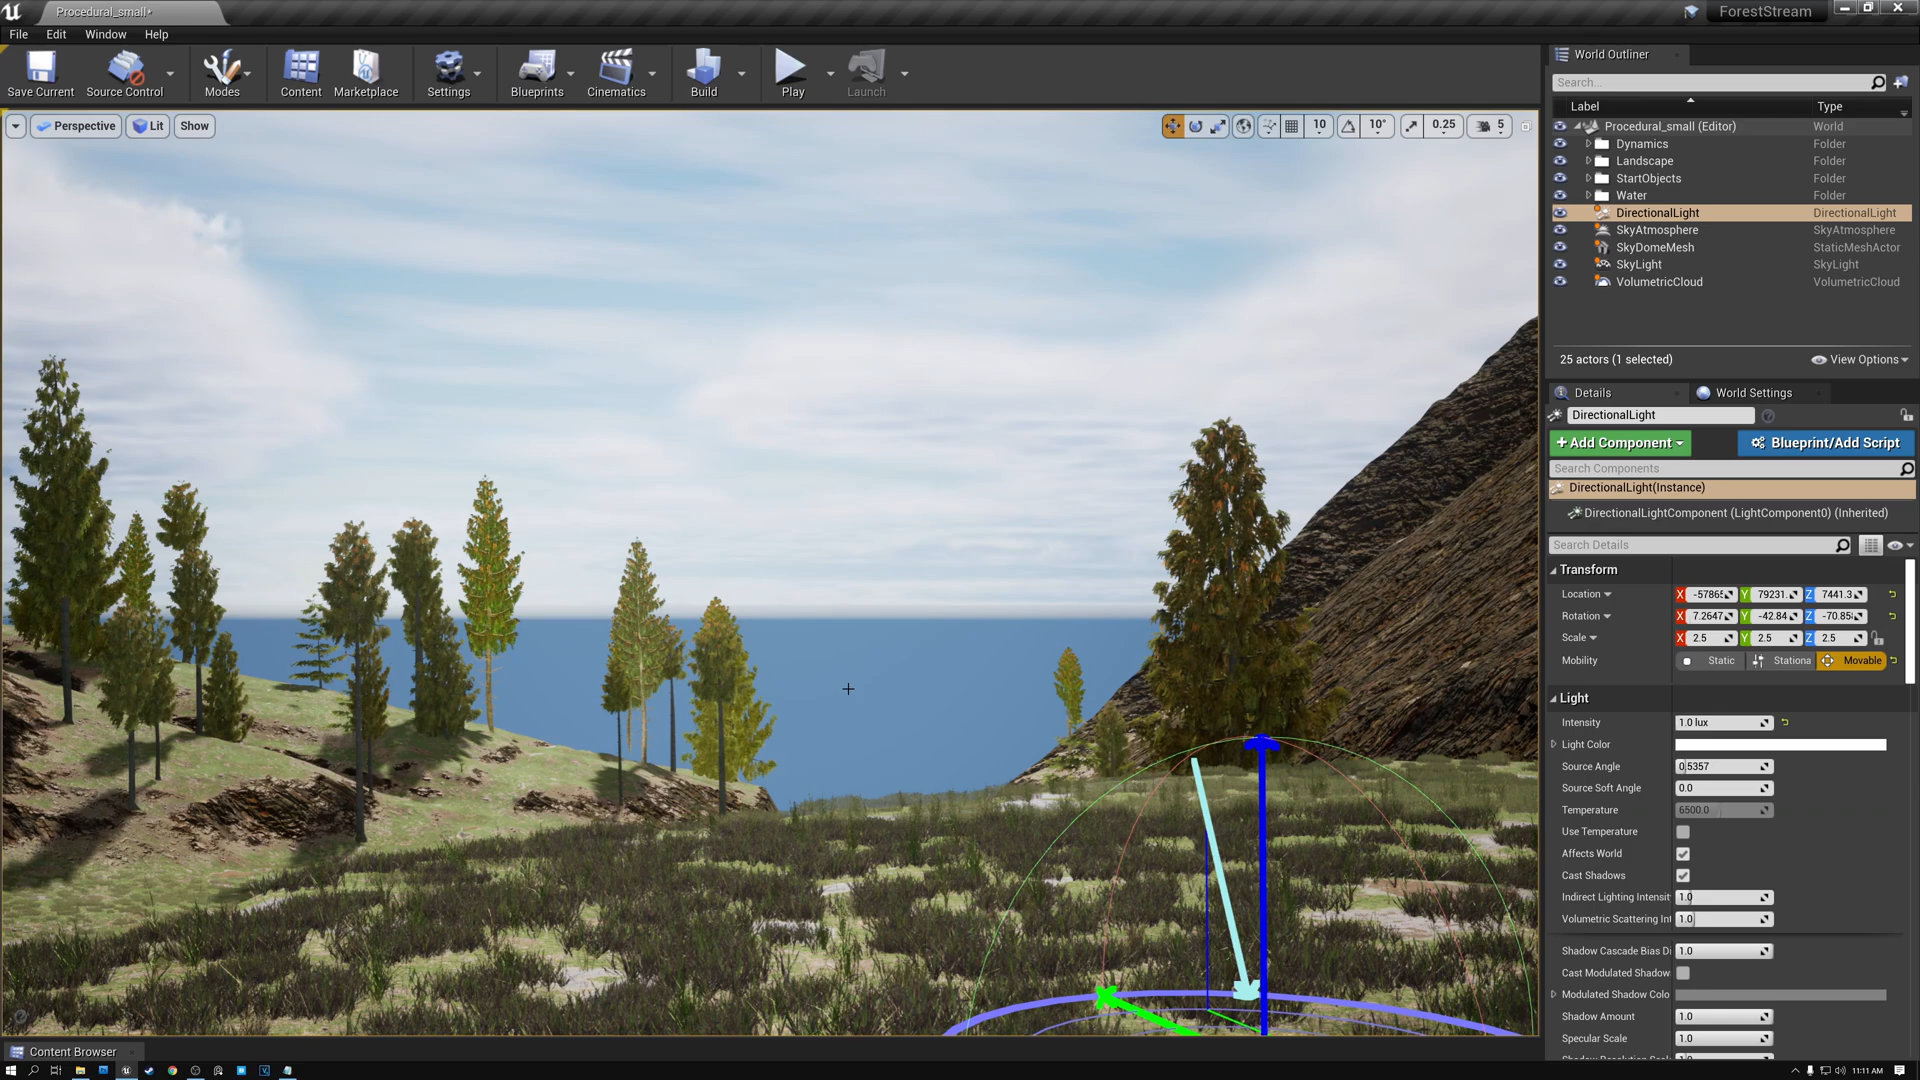 Procedural_small•
ForestStream
File Edit Window Help
Save Current Source Control Modes Content Marketplace Settings Blueprints Cinematics Build Play Launch
Perspective Lit Show 10 10° 0.25 5
World Outliner
Search...
Label Type
Procedural_small (Editor) World
Dynamics Folder
Landscape Folder
StartObjects Folder
Water Folder
DirectionalLight DirectionalLight
SkyAtmosphere SkyAtmosphere
SkyDomeMesh StaticMeshActor
SkyLight SkyLight
VolumetricCloud VolumetricCloud
25 actors (1 selected) View Options
Details World Settings
DirectionalLight
+ Add Component Blueprint/Add Script
Search Components
DirectionalLight(Instance)
DirectionalLightComponent (LightComponent0) (Inherited)
Search Details
Transform
Location X Y 79231. Z 7441.3
Rotation X 7.2647 Y -42.84 Z -70.85
Scale X 2.5 Y 2.5 Z 2.5
Mobility Static Stationa Movable
Light
Intensity 1.0 lux
Light Color
Source Angle 0.5357
Source Soft Angle 0.0
Temperature 6500.0
Use Temperature
Affects World
Cast Shadows
Indirect Lighting Intensit 1.0
Volumetric Scattering Int 1.0
Shadow Cascade Bias Di 1.0
Cast Modulated Shadow
Modulated Shadow Colo
Shadow Amount 1.0
Specular Scale 1.0
Content Browser
11:11 AM